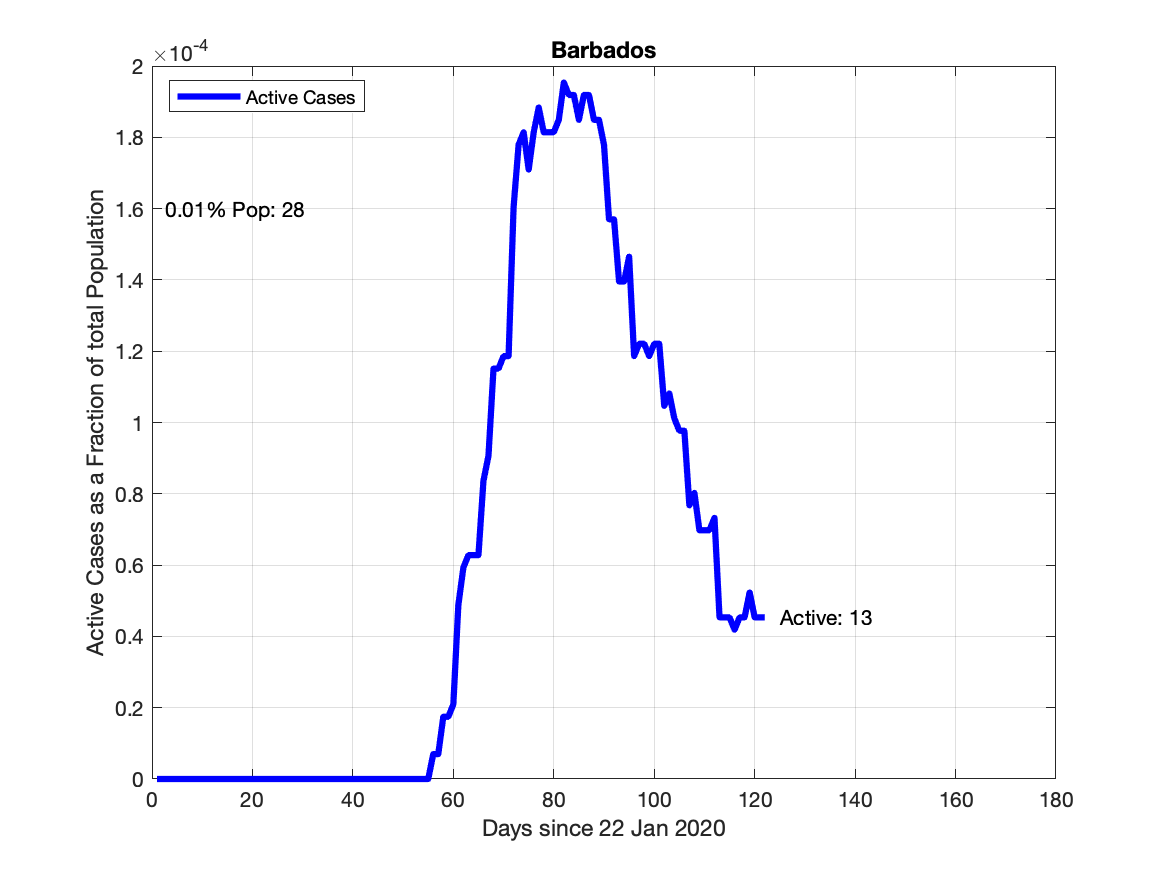 Barbados
×10⁻⁴
Active Cases
0.01% Pop: 28
Active: 13
Active Cases as a Fraction of total Population
2
1.8
1.6
1.4
1.2
1
0.8
0.6
0.4
0.2
0
0 20 40 60 80 100 120 140 160 180
Days since 22 Jan 2020